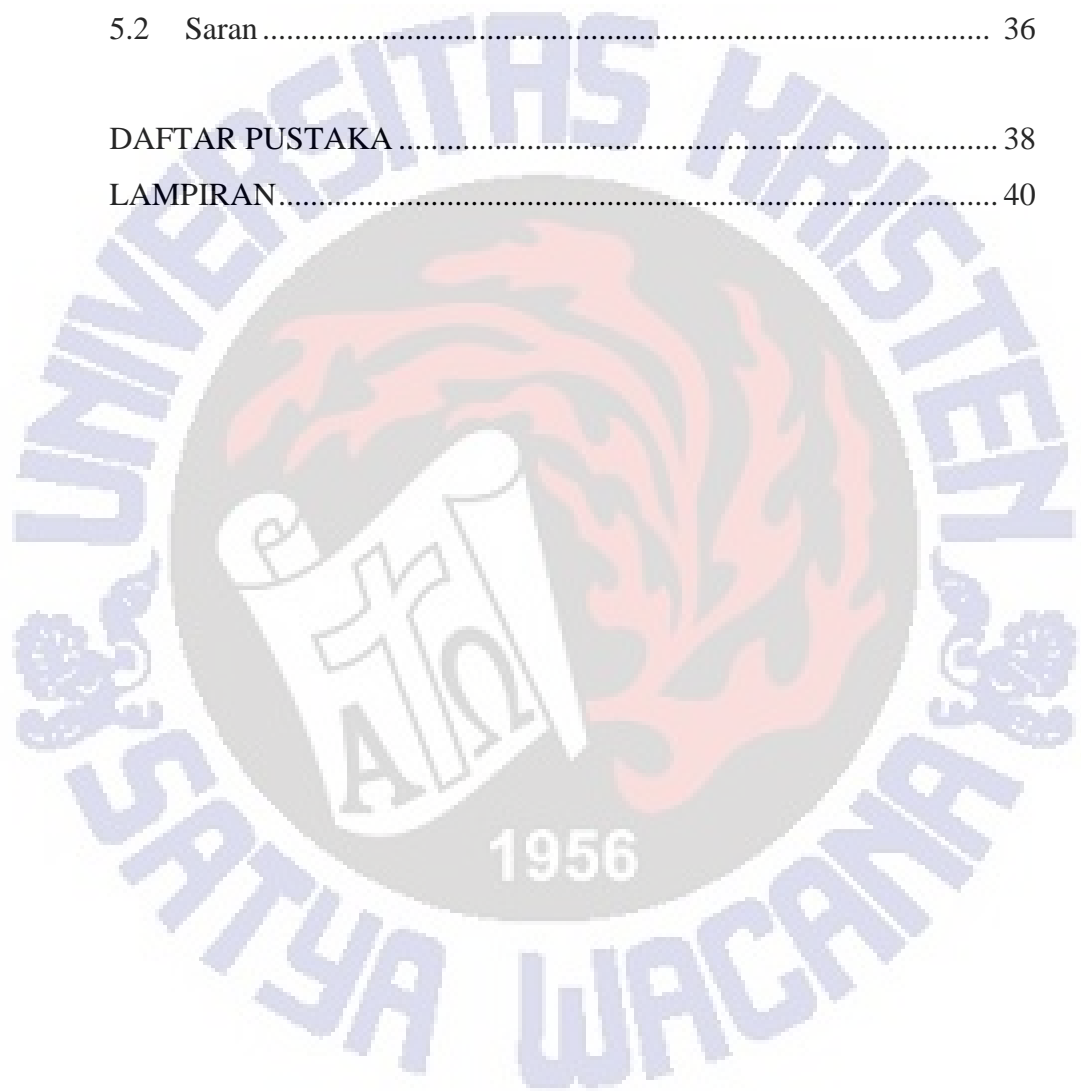 5.2 Saran ........................................................................................... 36
DAFTAR PUSTAKA ........................................................................... 38
LAMPIRAN.......................................................................................... 40
UNIVERSITAS KRISTEN
Α Ω
1956
SATYA WACANA